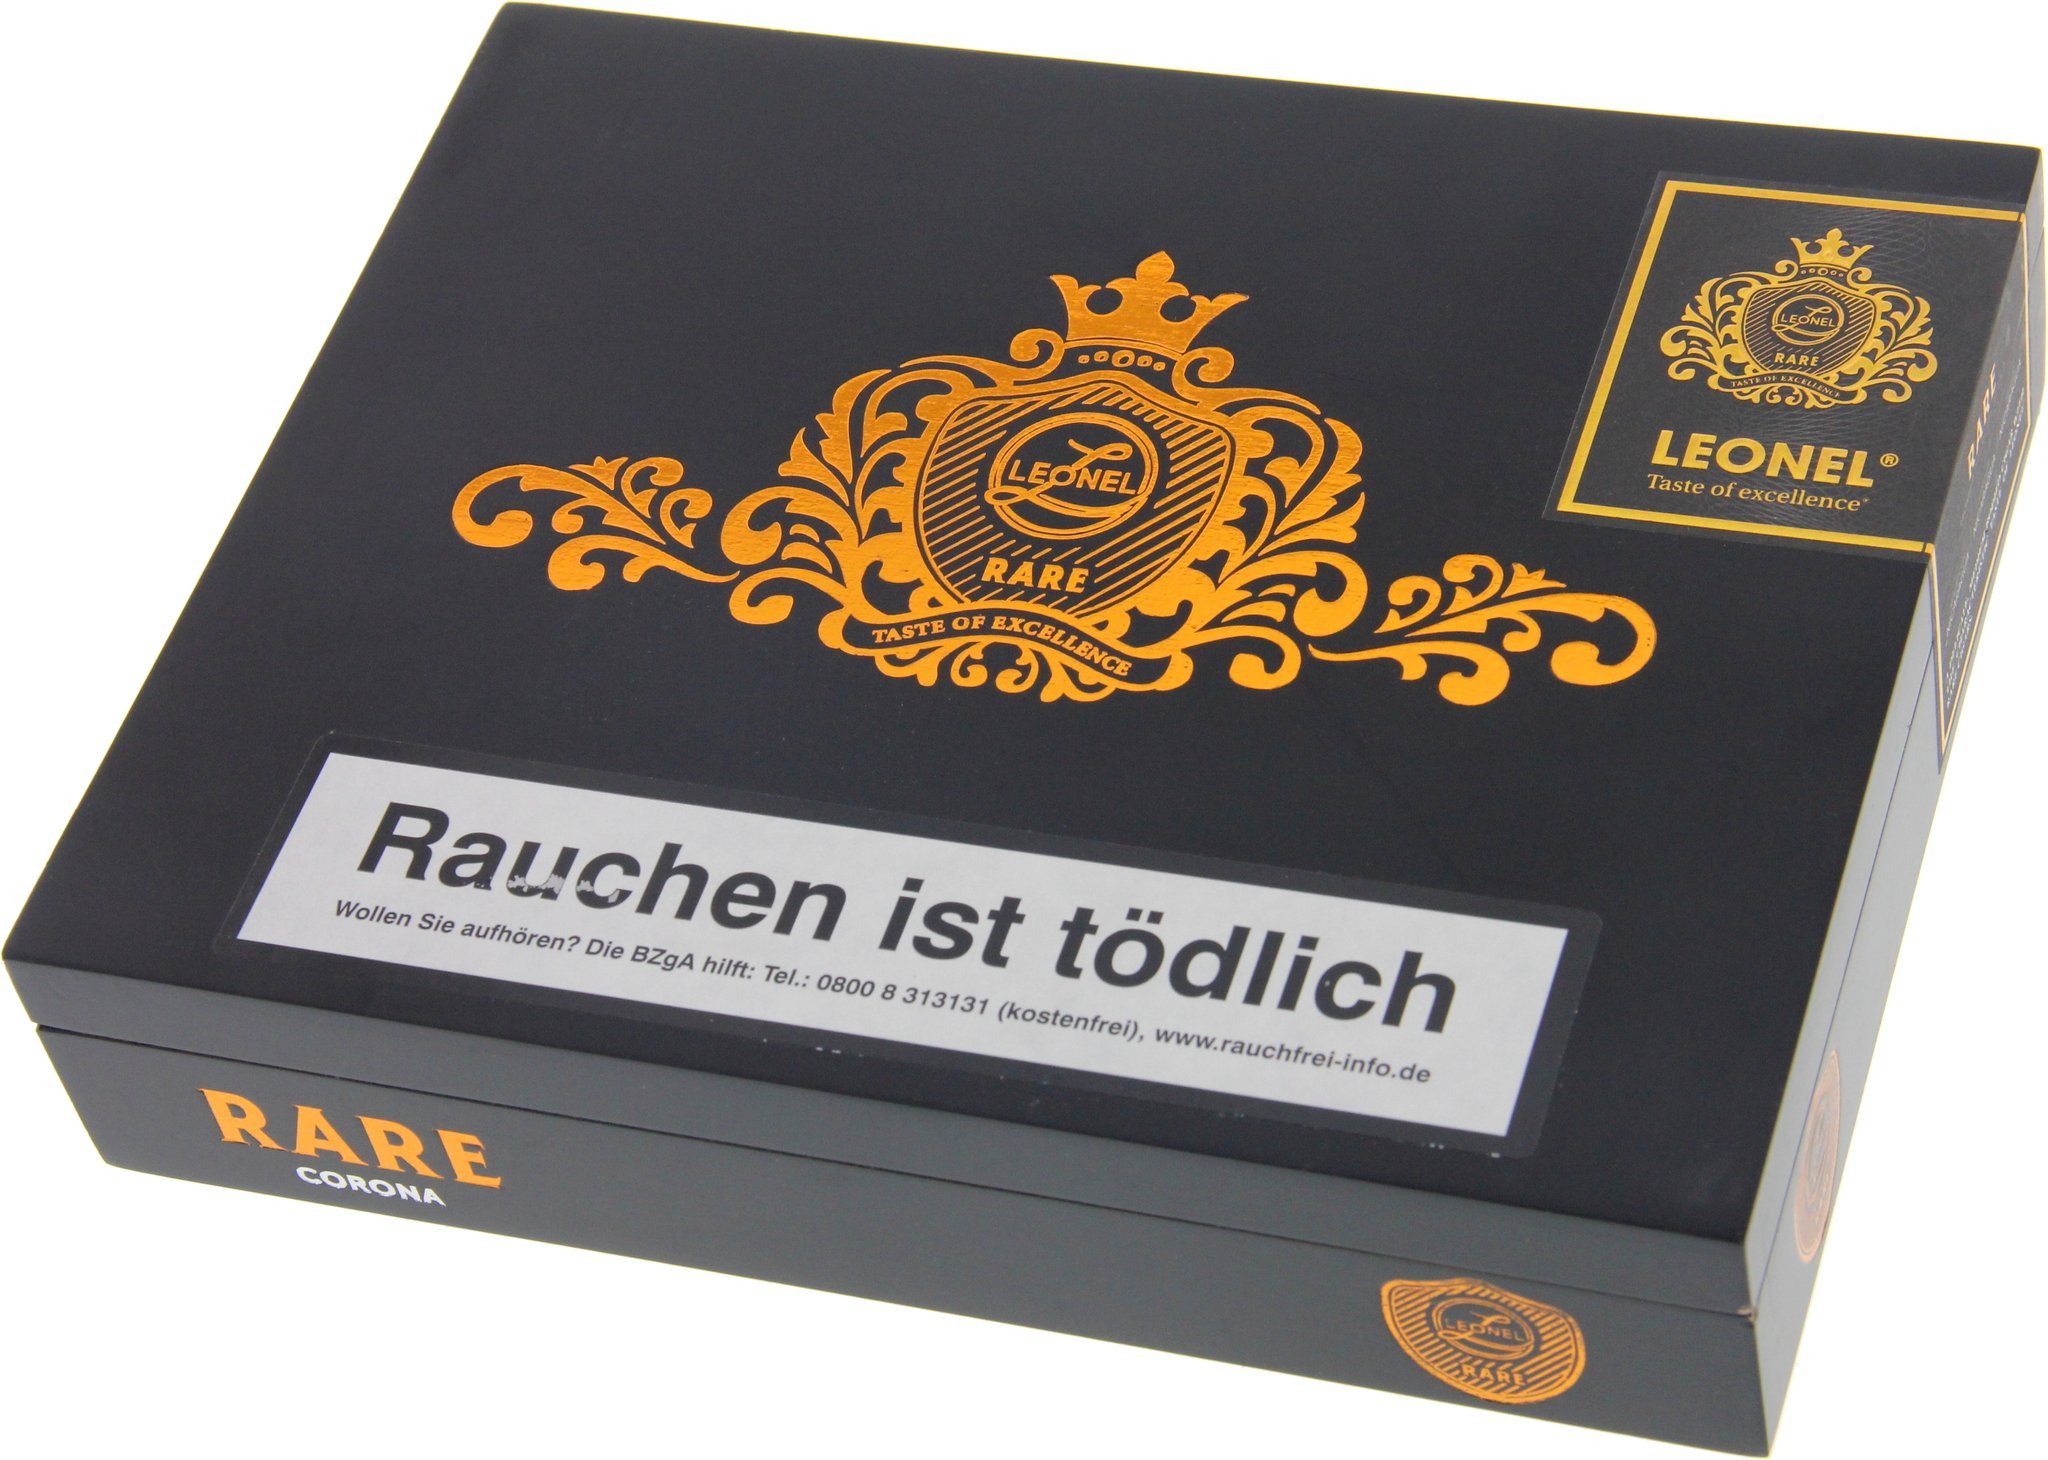 LEONEL
RARE
TASTE OF EXCELLENCE
LEONEL
RARE
TASTE OF EXCELLENCE
LEONEL®
Taste of excellence®
RARE
Rauchen ist tödlich
Wollen Sie aufhören? Die BZgA hilft: Tel.: 0800 8 313131 (kostenfrei), www.rauchfrei-info.de
RARE
CORONA
LEONEL
RARE